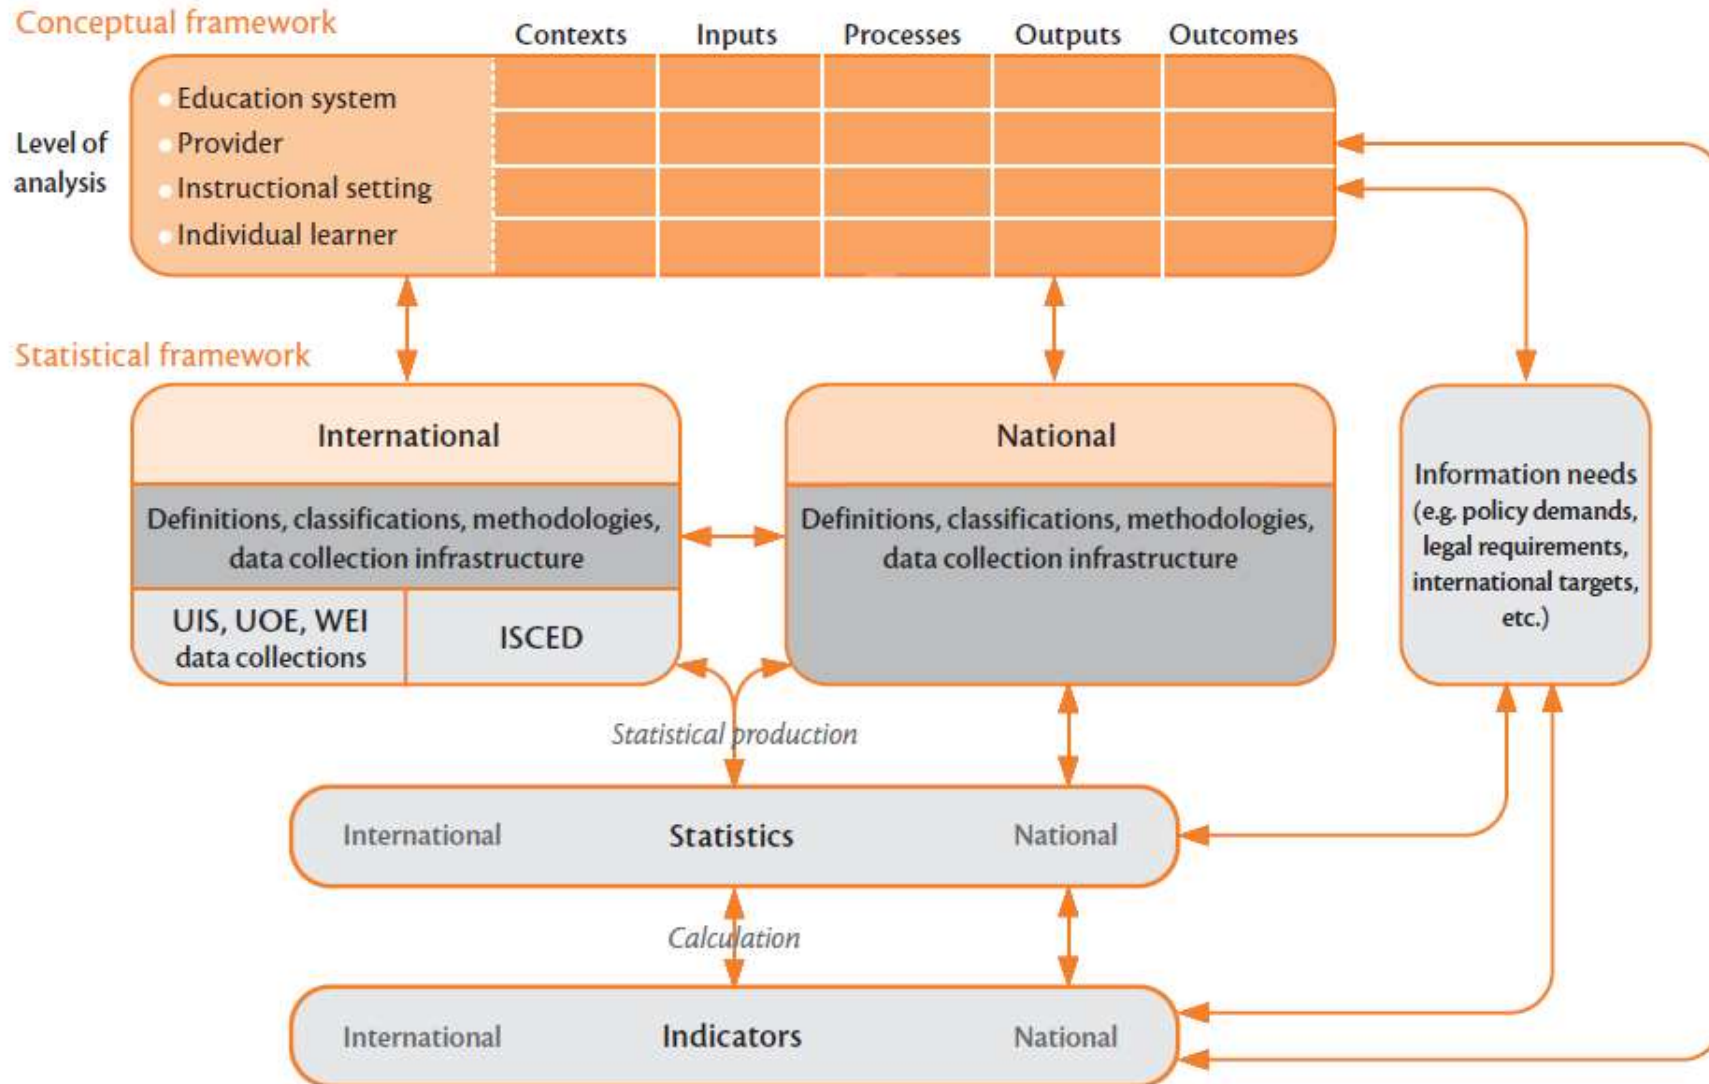 Conceptual framework
Contexts Inputs Processes Outputs Outcomes
Level of
analysis
Education system
Provider
Instructional setting
Individual learner
Statistical framework
International
Definitions, classifications, methodologies,
data collection infrastructure
UIS, UOE, WEI
data collections
ISCED
National
Definitions, classifications, methodologies,
data collection infrastructure
Information needs
(e.g. policy demands,
legal requirements,
international targets,
etc.)
Statistical production
International Statistics National
Calculation
International Indicators National